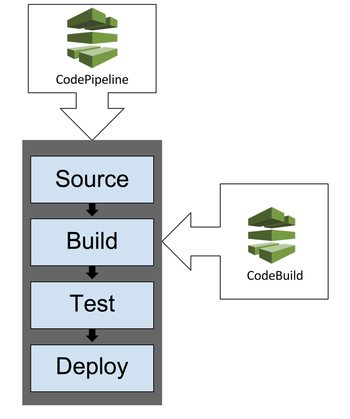 CodePipeline
Source
Build
CodeBuild
Test
Deploy